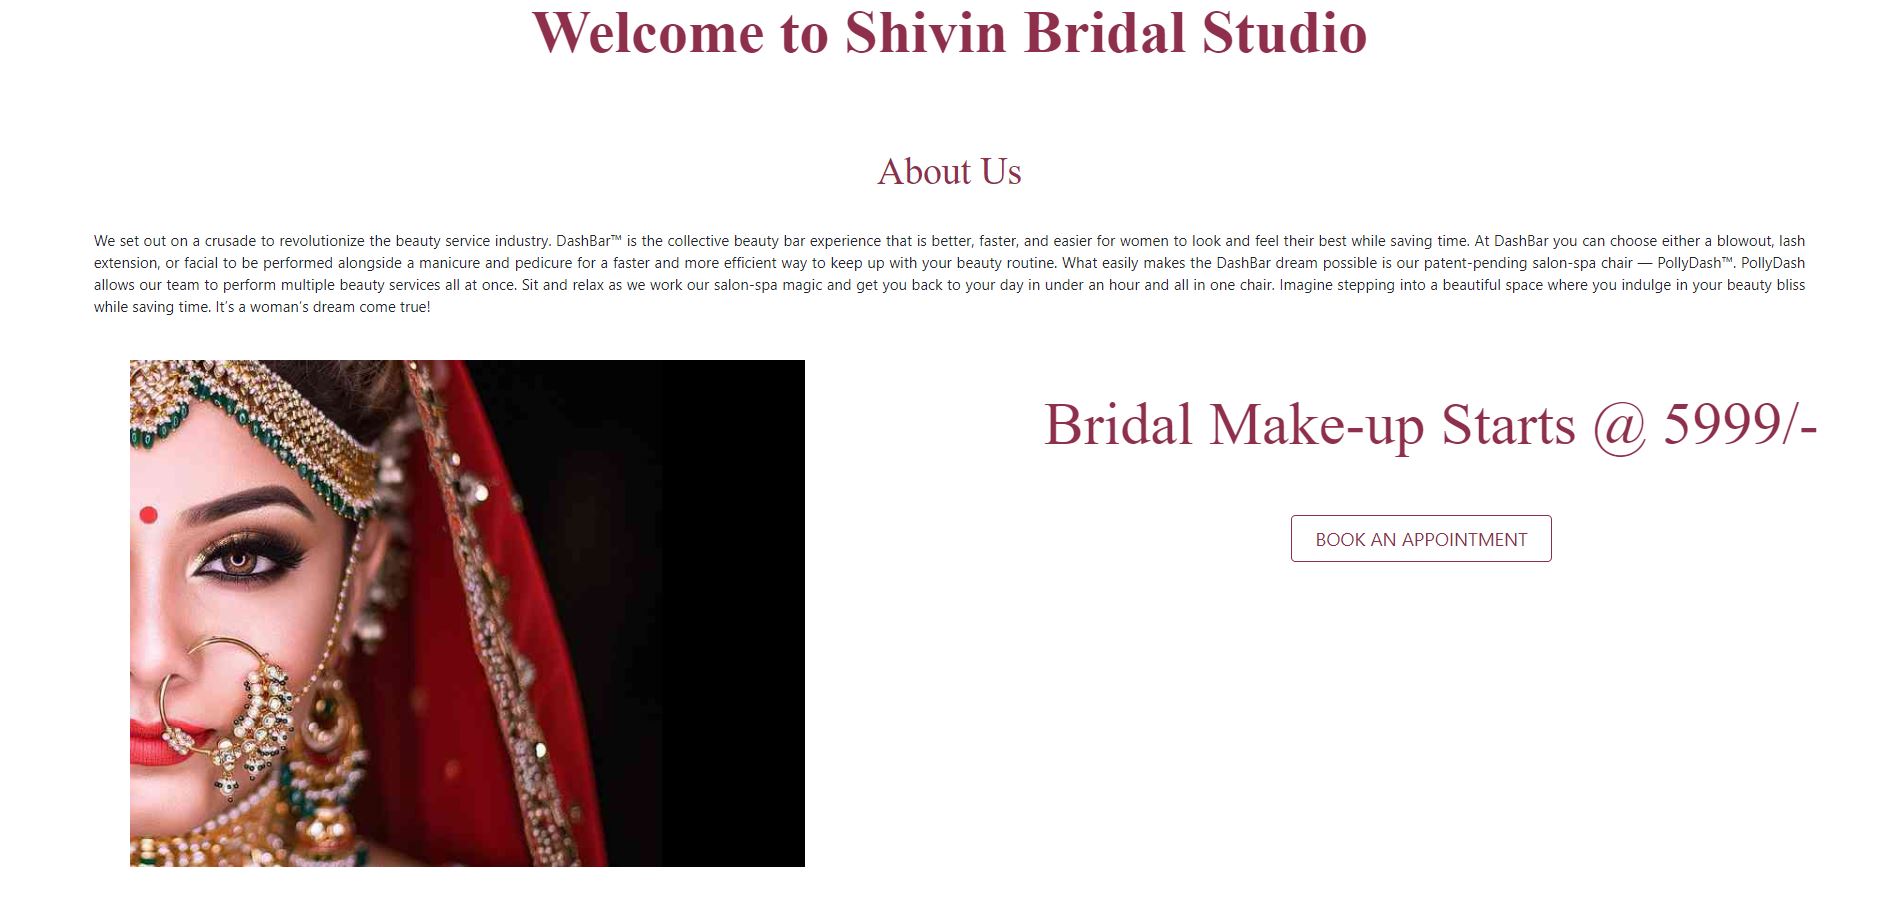 Welcome to Shivin Bridal Studio
About Us
We set out on a crusade to revolutionize the beauty service industry. DashBar™ is the collective beauty bar experience that is better, faster, and easier for women to look and feel their best while saving time. At DashBar you can choose either a blowout, lash
extension, or facial to be performed alongside a manicure and pedicure for a faster and more efficient way to keep up with your beauty routine. What easily makes the DashBar dream possible is our patent-pending salon-spa chair — PollyDash™. PollyDash
allows our team to perform multiple beauty services all at once. Sit and relax as we work our salon-spa magic and get you back to your day in under an hour and all in one chair. Imagine stepping into a beautiful space where you indulge in your beauty bliss
while saving time. It’s a woman’s dream come true!
Bridal Make-up Starts @ 5999/-
BOOK AN APPOINTMENT